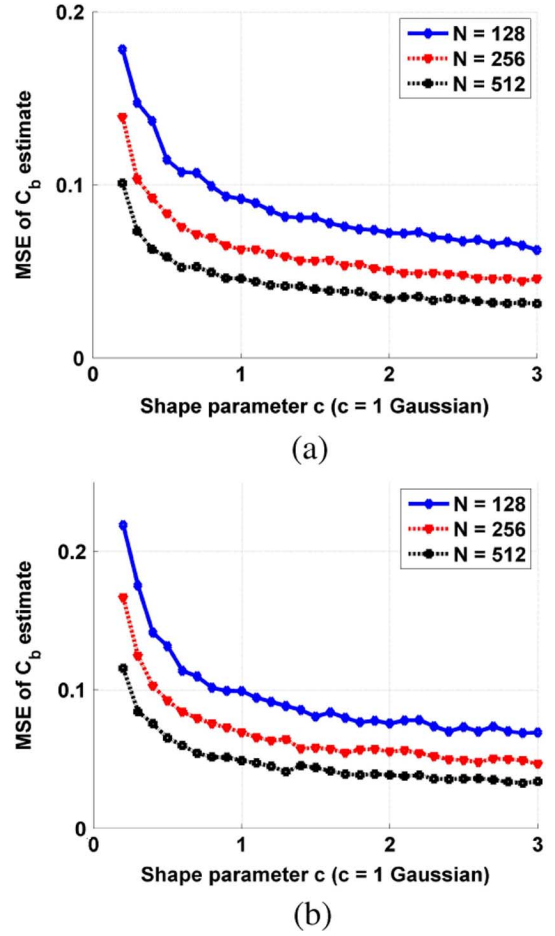 0.2
0.1
0
MSE of C_b estimate
N = 128
N = 256
N = 512
0 1 2 3
Shape parameter c (c = 1 Gaussian)
(a)
0.2
0.1
0
MSE of C_b estimate
N = 128
N = 256
N = 512
0 1 2 3
Shape parameter c (c = 1 Gaussian)
(b)